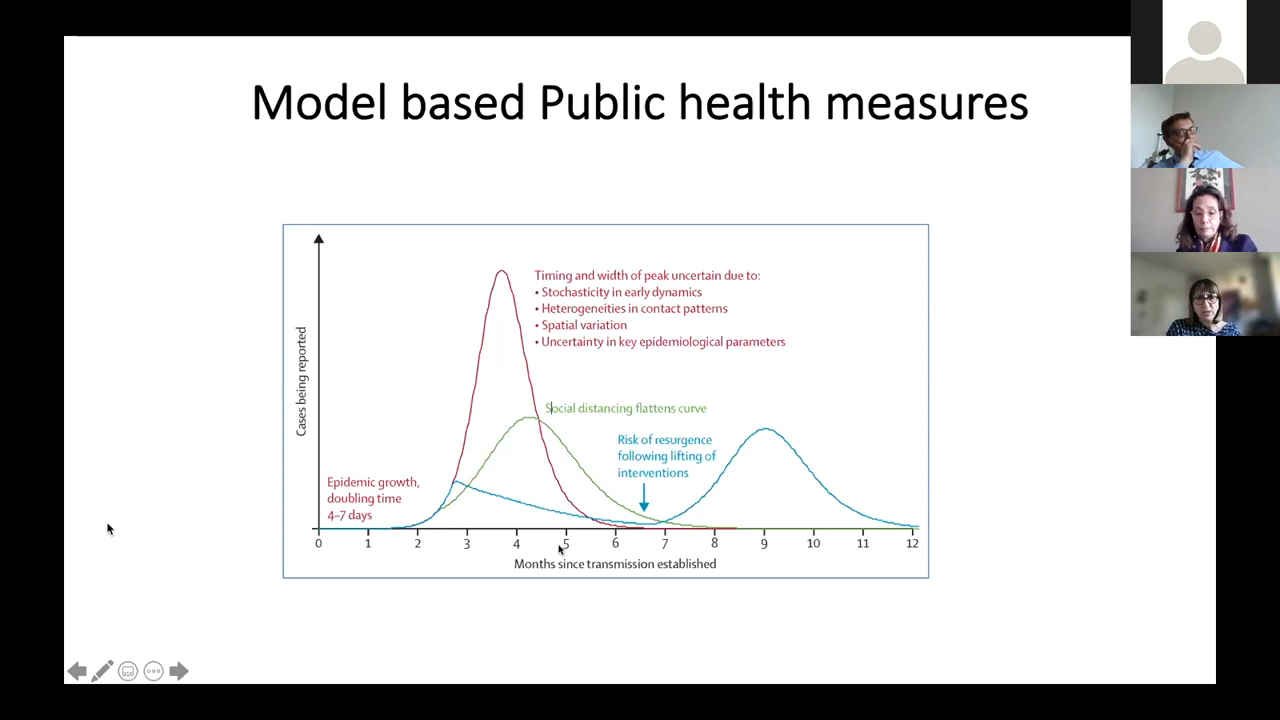 Model based Public health measures
Cases being reported
Timing and width of peak uncertain due to:
• Stochasticity in early dynamics
• Heterogeneities in contact patterns
• Spatial variation
• Uncertainty in key epidemiological parameters
Social distancing flattens curve
Risk of resurgence
following lifting of
interventions
Epidemic growth,
doubling time
4–7 days
0 1 2 3 4 5 6 7 8 9 10 11 12
Months since transmission established